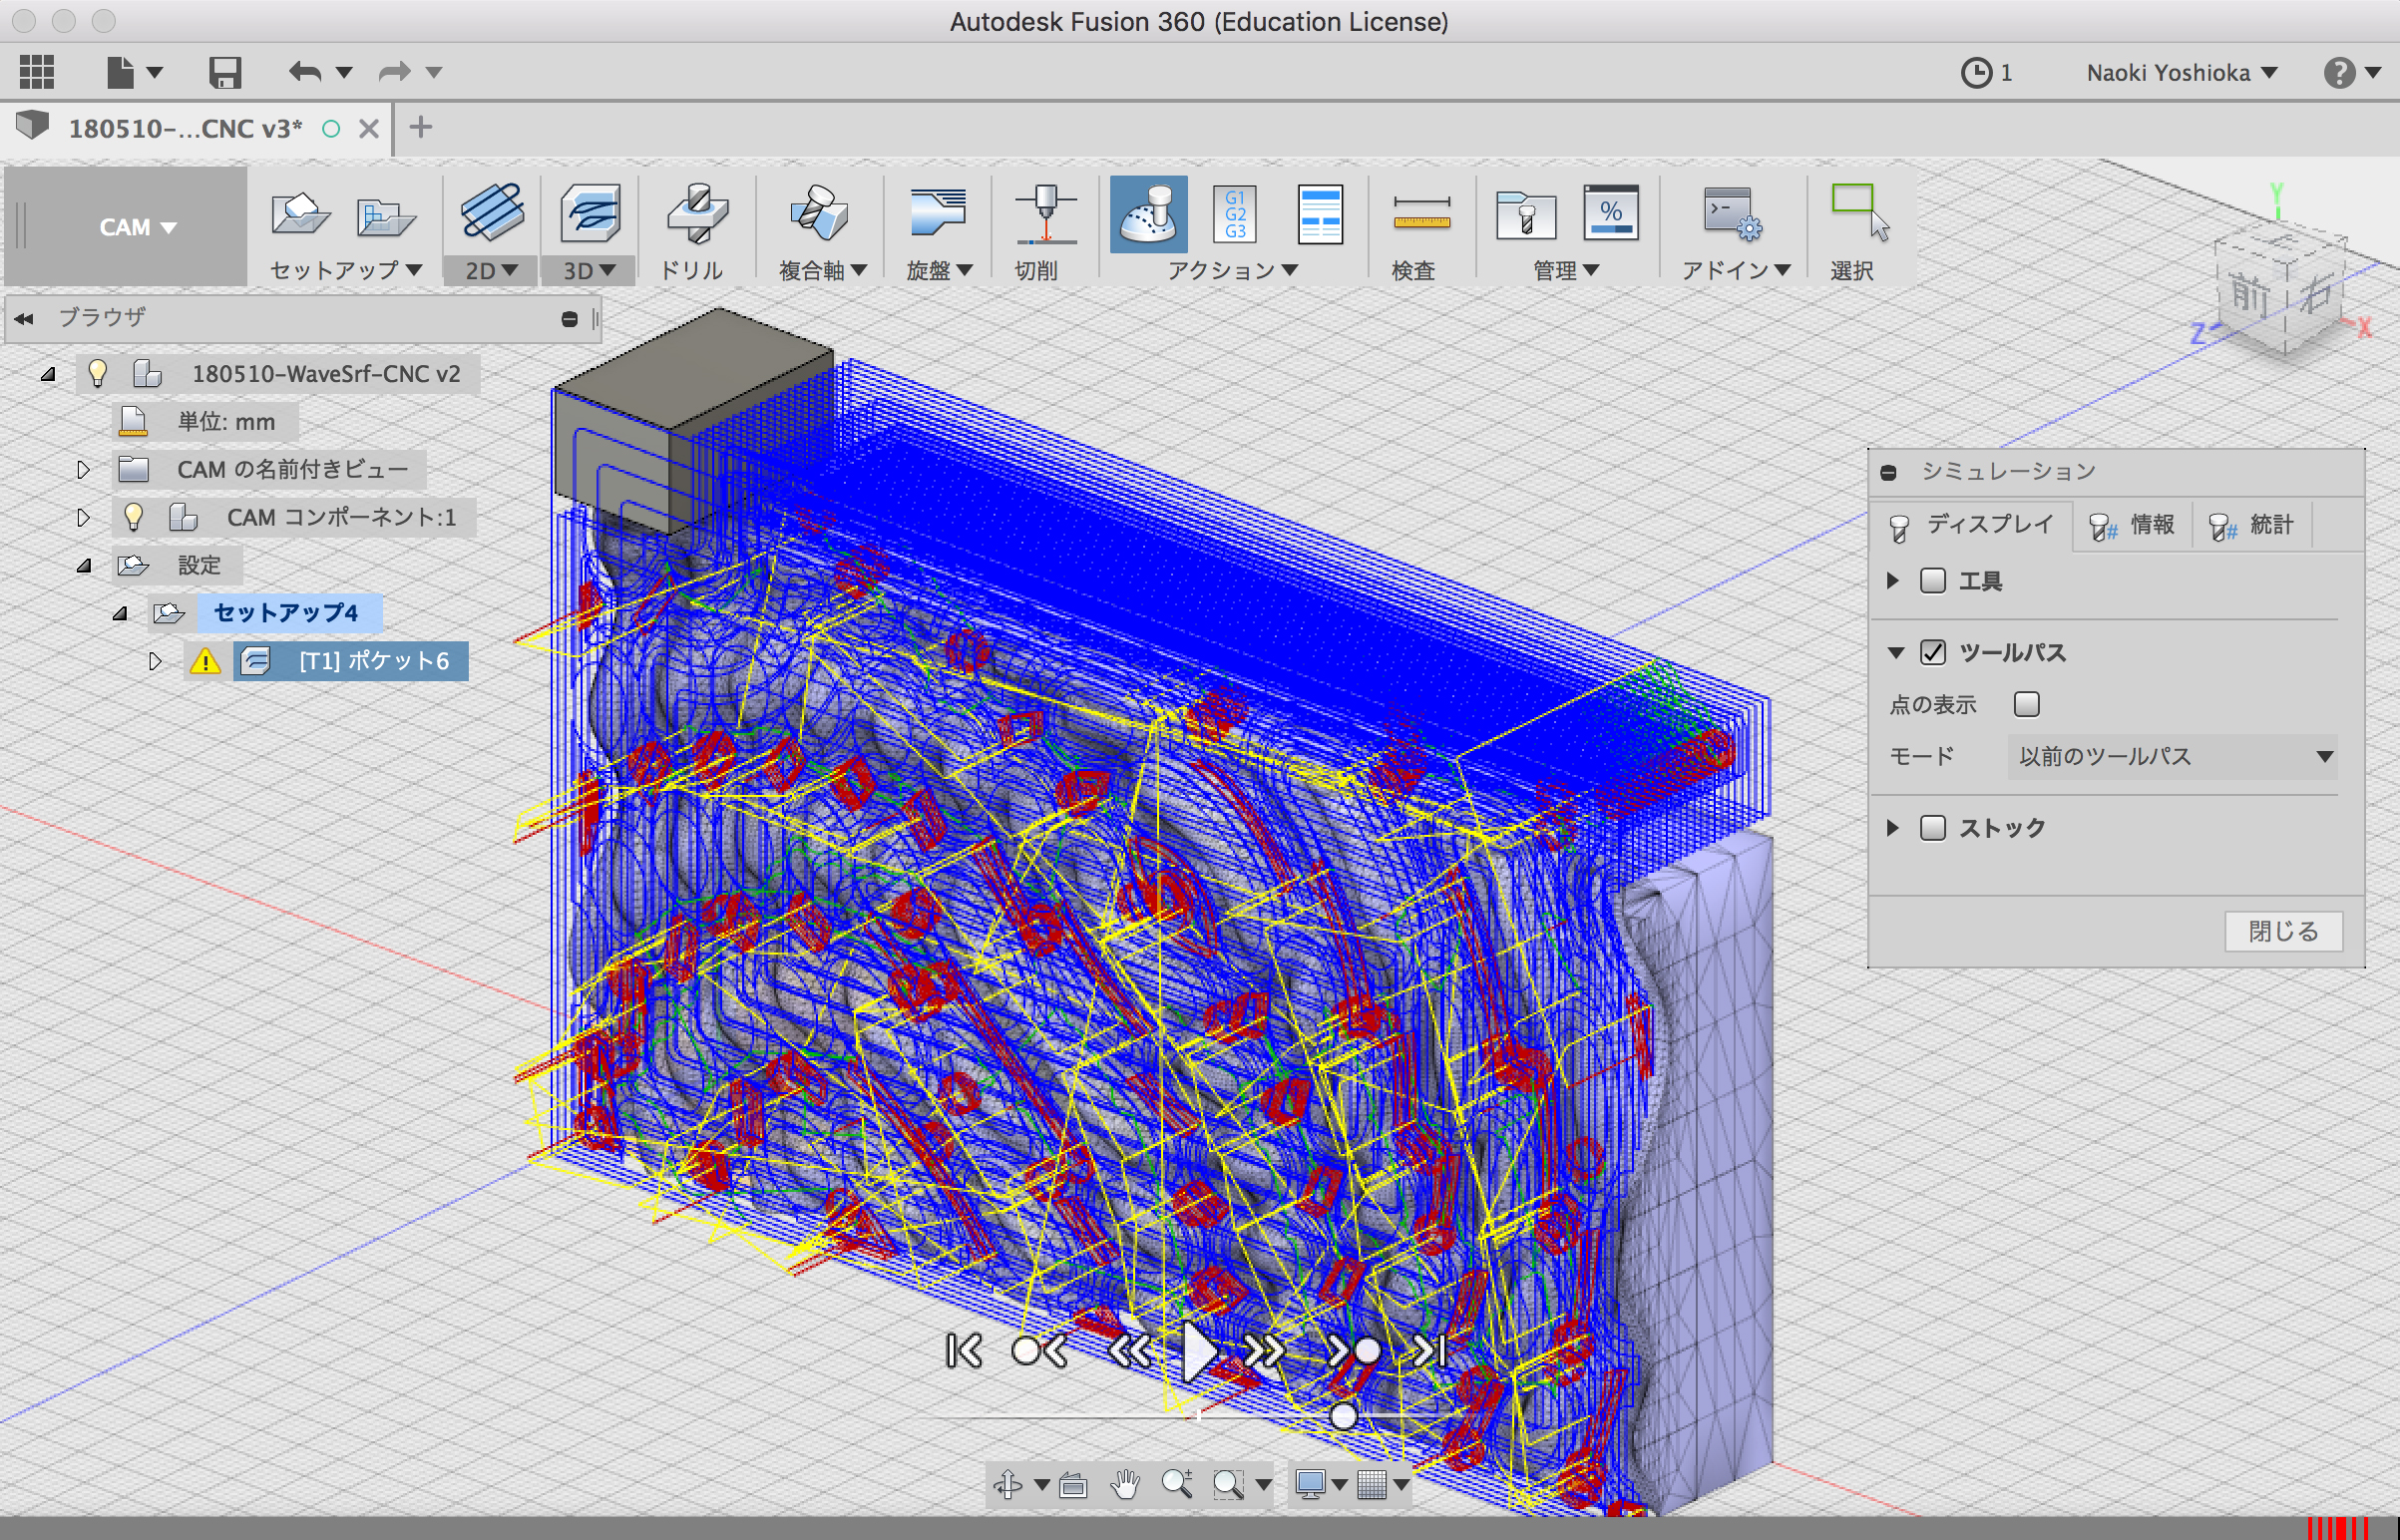 Autodesk Fusion 360 (Education License)
1
Naoki Yoshioka
?
180510-...CNC v3*
CAM
セットアップ
2D
3D
ドリル
複合軸
旋盤
切削
G1
G2
G3
アクション
検査
%
管理
アドイン
選択
Y
前
右
Z
X
ブラウザ
180510-WaveSrf-CNC v2
単位: mm
CAM の名前付きビュー
CAM コンポーネント:1
設定
セットアップ4
[T1] ポケット6
シミュレーション
ディスプレイ
情報
統計
工具
ツールパス
点の表示
モード
以前のツールパス
ストック
閉じる